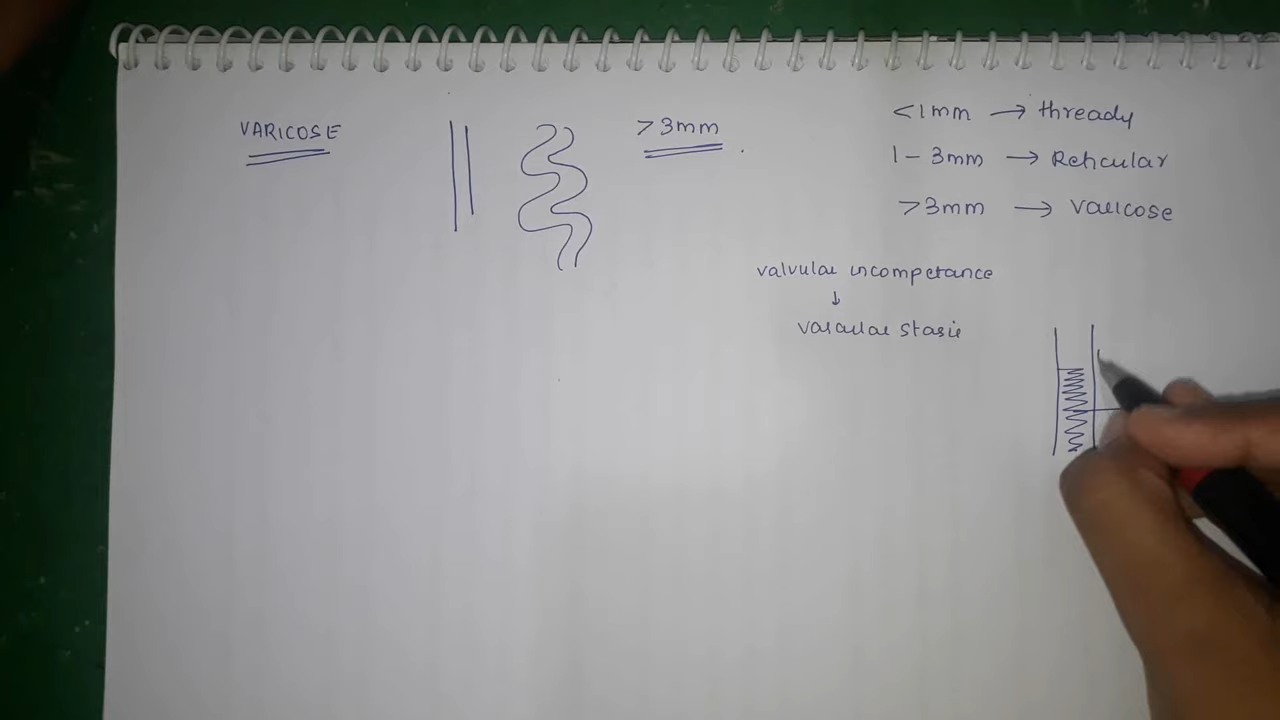 VARICOSE
>3mm
<1mm → thready
1-3mm → Reticular
>3mm → Varicose
valvular incompetance
↓
vascular stasis